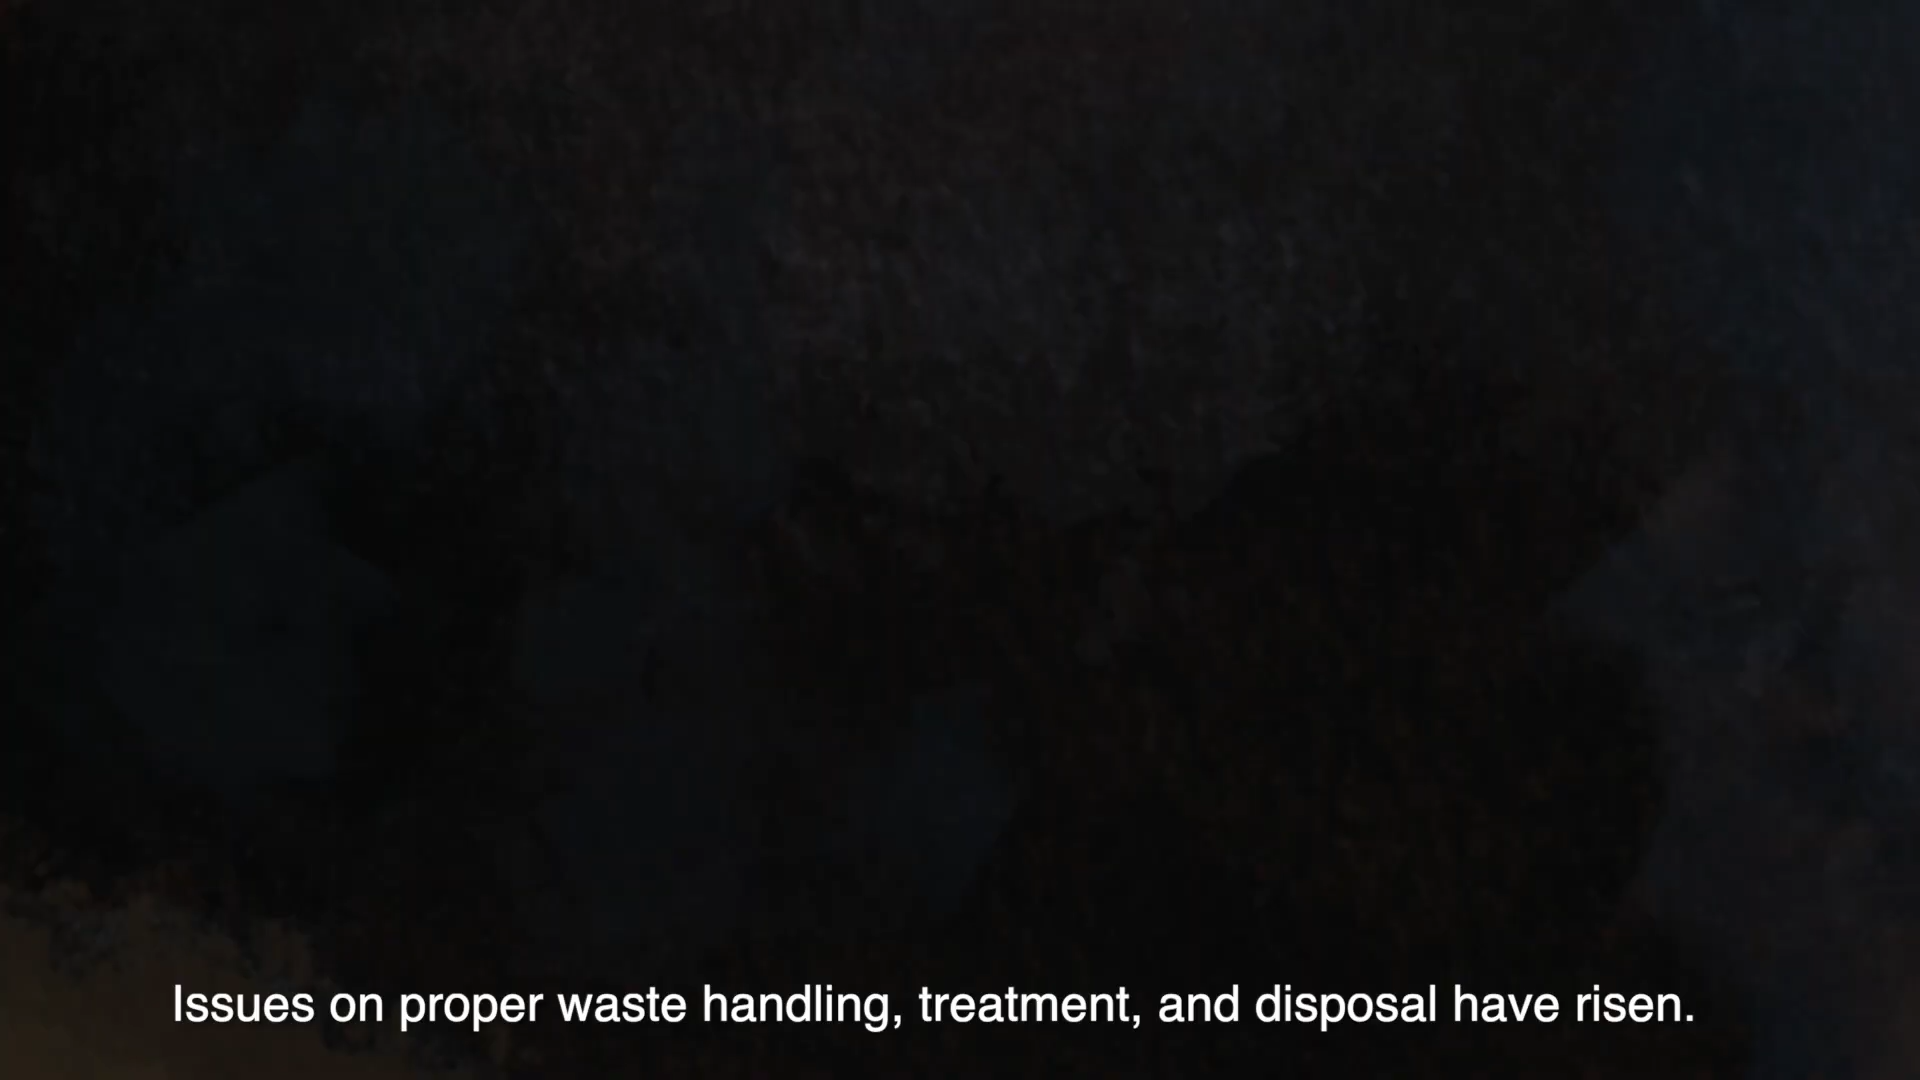 Issues on proper waste handling, treatment, and disposal have risen.